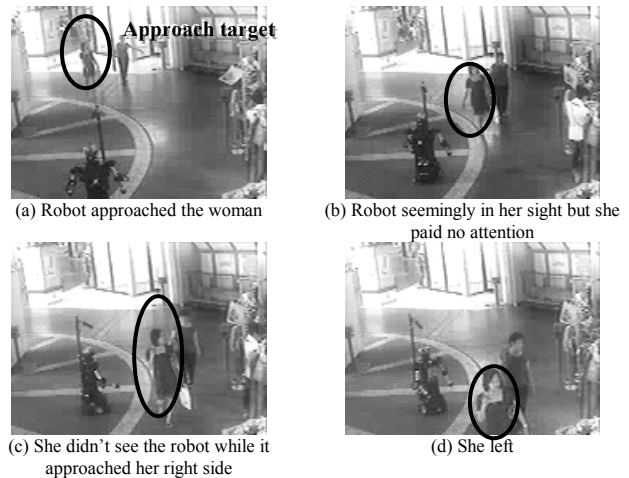 Approach target
(a) Robot approached the woman
(b) Robot seemingly in her sight but she
paid no attention
(c) She didn't see the robot while it
approached her right side
(d) She left